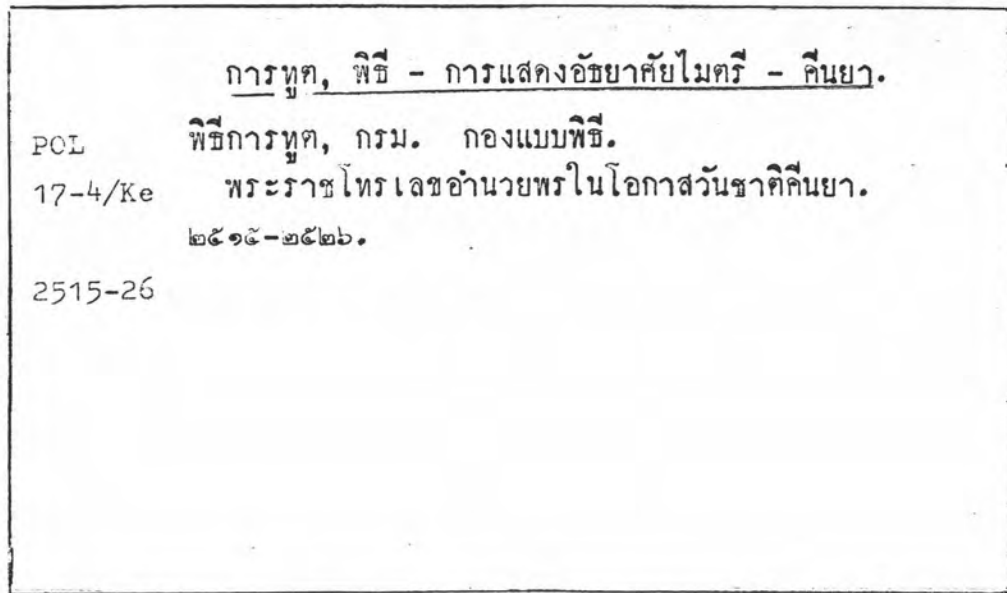 การทูต, พิธี - การแสดงอัธยาศัยไมตรี - คีนยา.
POL พิธีการทูต, กรม. กองแบบพิธี.
17-4/Ke พระราชโทรเลขอำนวยพรในโอกาสวันชาติคีนยา.
๒๕๑๕-๒๕๒๖.
2515-26